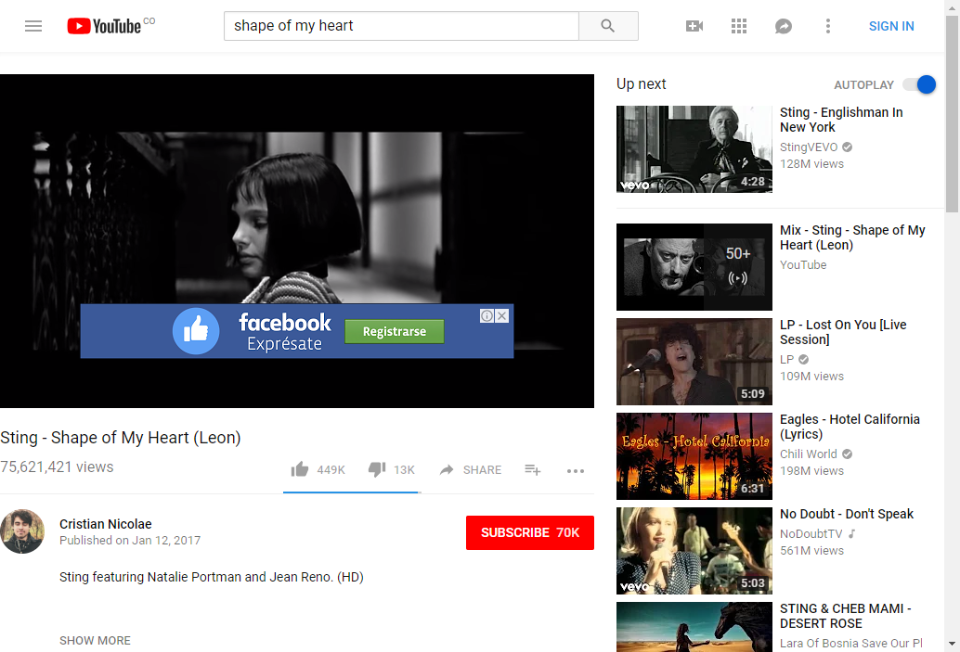 YouTube CO
shape of my heart
SIGN IN
facebook
Exprésate
Registrarse
Sting - Shape of My Heart (Leon)
75,621,421 views
449K
13K
SHARE
Cristian Nicolae
Published on Jan 12, 2017
SUBSCRIBE 70K
Sting featuring Natalie Portman and Jean Reno. (HD)
SHOW MORE
Up next
AUTOPLAY
vevo
4:28
Sting - Englishman In
New York
StingVEVO
128M views
50+
Mix - Sting - Shape of My
Heart (Leon)
YouTube
5:09
LP - Lost On You [Live
Session]
LP
109M views
Eagles - Hotel California
6:31
Eagles - Hotel California
(Lyrics)
Chili World
198M views
vevo
5:03
No Doubt - Don't Speak
NoDoubtTV
561M views
STING & CHEB MAMI -
DESERT ROSE
Lara Of Bosnia Save Our Pl